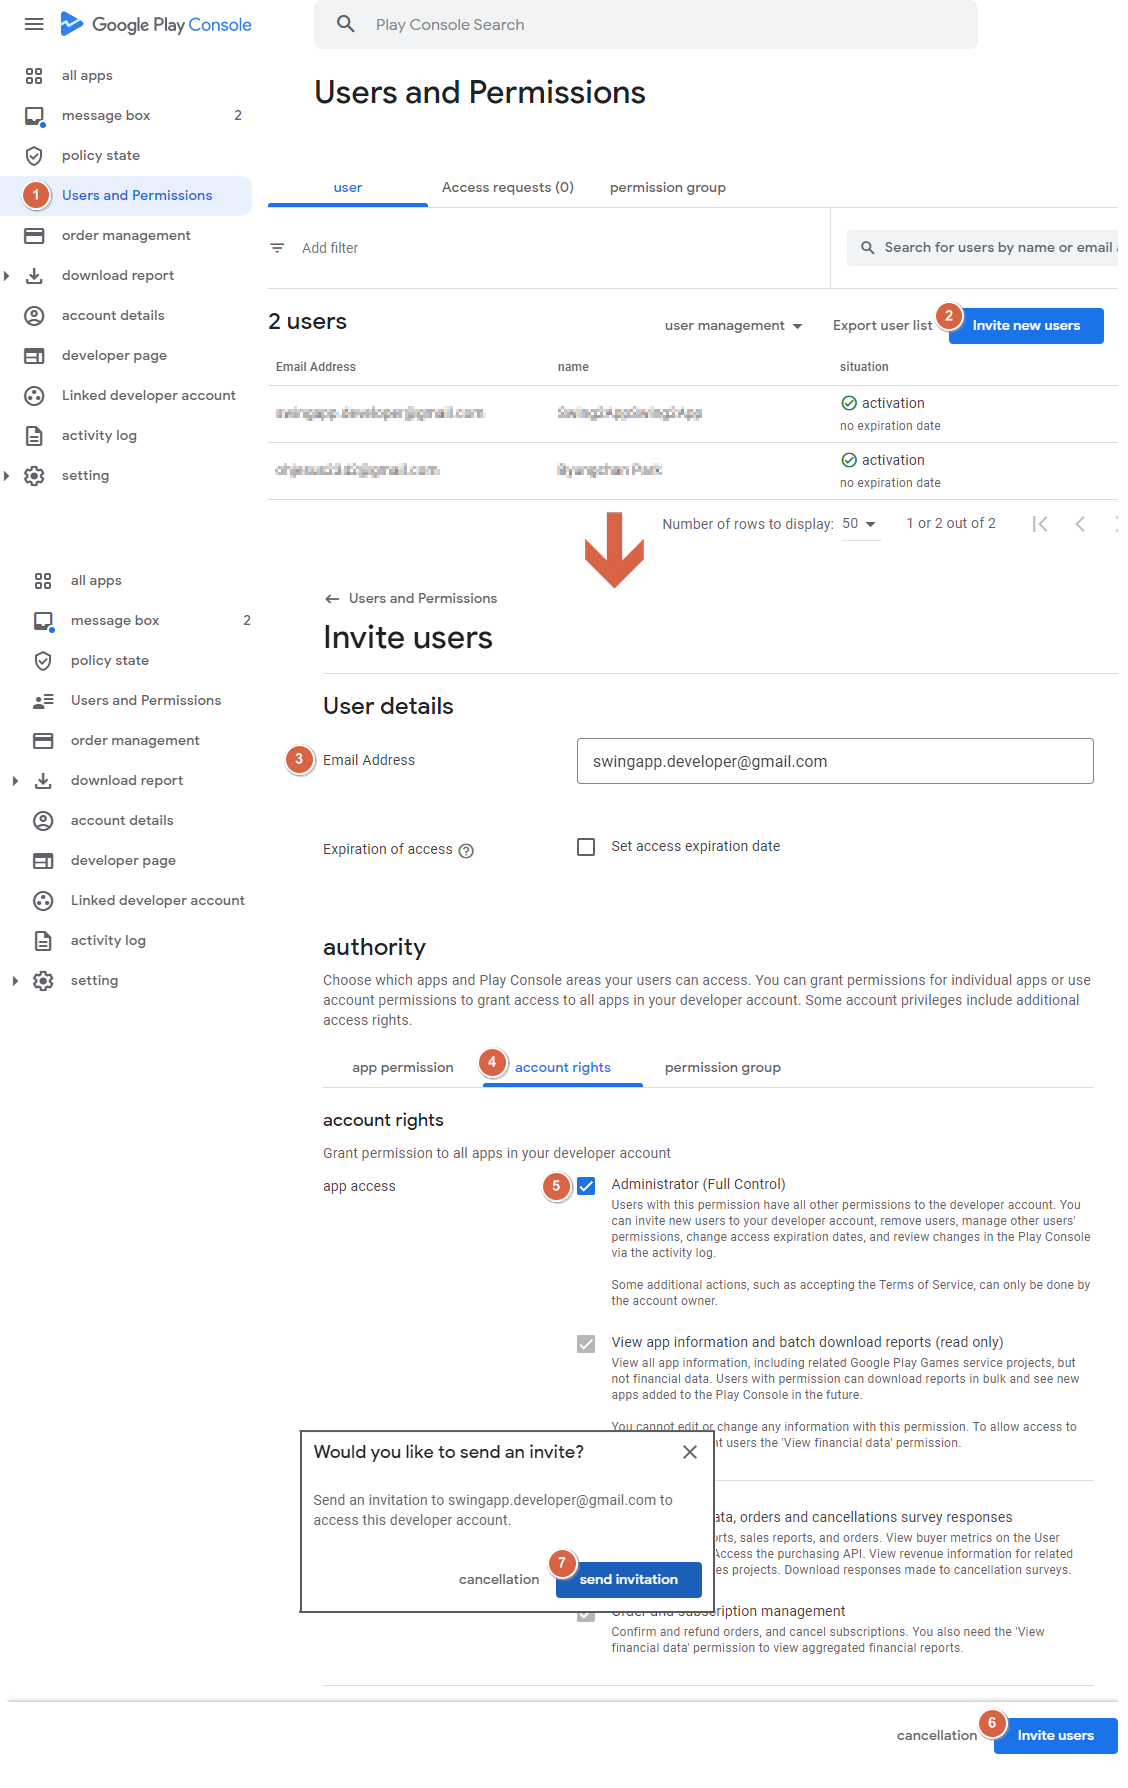 Google Play Console
Play Console Search
all apps
message box 2
policy state
1 Users and Permissions
order management
download report
account details
developer page
Linked developer account
activity log
setting
Users and Permissions
user Access requests (0) permission group
Add filter
Search for users by name or email
2 users
user management Export user list 2 Invite new users
Email Address name situation
swingapp.developer@gmail.com Swing2AppSwing2App activation
no expiration date
activation
no expiration date
Number of rows to display: 50 1 or 2 out of 2
all apps
message box 2
policy state
Users and Permissions
order management
download report
account details
developer page
Linked developer account
activity log
setting
Users and Permissions
Invite users
User details
3 Email Address swingapp.developer@gmail.com
Expiration of access ? Set access expiration date
authority
Choose which apps and Play Console areas your users can access. You can grant permissions for individual apps or use
account permissions to grant access to all apps in your developer account. Some account privileges include additional
access rights.
app permission 4 account rights permission group
account rights
Grant permission to all apps in your developer account
app access
5 Administrator (Full Control)
Users with this permission have all other permissions to the developer account. You
can invite new users to your developer account, remove users, manage other users'
permissions, change access expiration dates, and review changes in the Play Console
via the activity log.
Some additional actions, such as accepting the Terms of Service, can only be done by
the account owner.
View app information and batch download reports (read only)
View all app information, including related Google Play Games service projects, but
not financial data. Users with permission can download reports in bulk and see new
apps added to the Play Console in the future.
You cannot edit or change any information with this permission. To allow access to
users the 'View financial data' permission.
orders and cancellations survey responses
sales reports, and orders. View buyer metrics on the User
Access the purchasing API. View revenue information for related
projects. Download responses made to cancellation surveys.
Order and subscription management
Confirm and refund orders, and cancel subscriptions. You also need the 'View
financial data' permission to view aggregated financial reports.
Would you like to send an invite?
Send an invitation to swingapp.developer@gmail.com to
access this developer account.
cancellation 7 send invitation
cancellation 6 Invite users